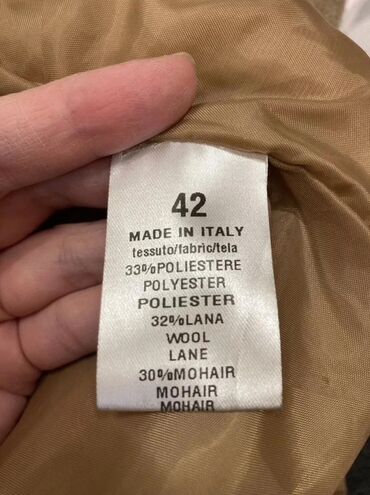 42
MADE IN ITALY
tessuto/fabric/tela
33%POLIESTERE
POLYESTER
POLIESTER
32%LANA
WOOL
LANE
30%MOHAIR
MOHAIR
MOHAIR